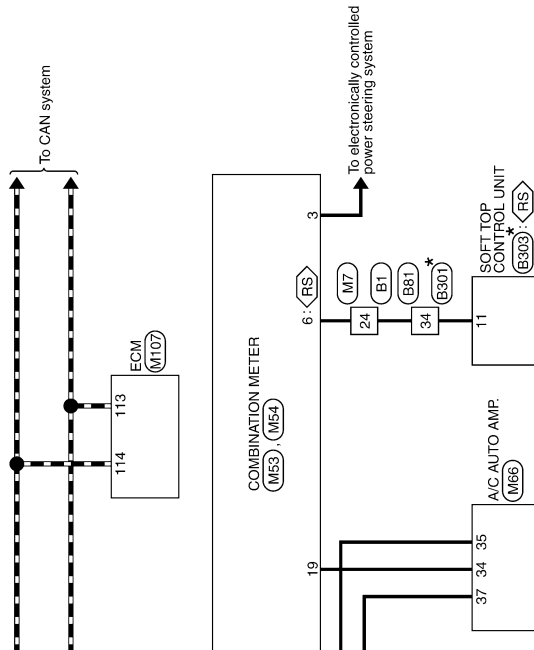 To CAN system
ECM
M107
113
114
To electronically controlled
power steering system
3
6 : RS
COMBINATION METER
M53 , M54
19
M7
24
B1
B81
34
B301
*
SOFT TOP
CONTROL UNIT
*
B303 : RS
11
A/C AUTO AMP.
M66
35
34
37